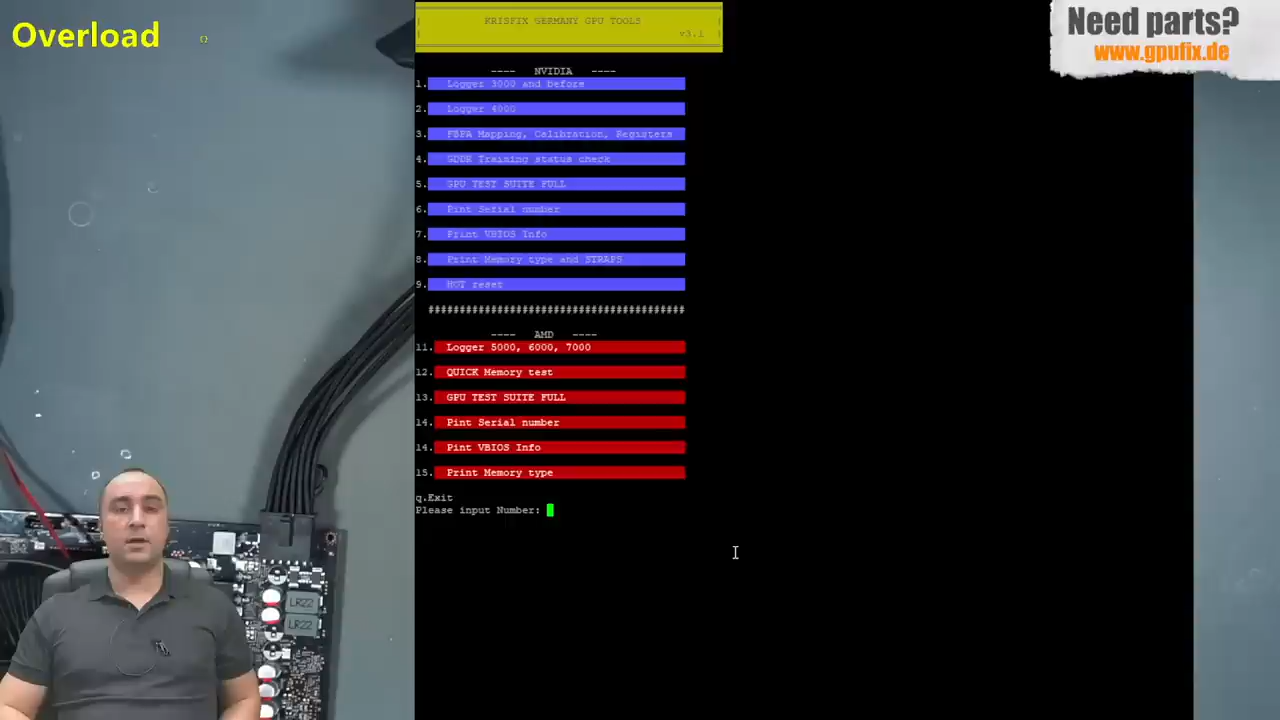 Overload
KRISFIX GERMANY GPU TOOLS
v3.1
Need parts?
www.gpufix.de
---- NVIDIA ----
1. Logger 3000 and before
2. Logger 4000
3. FBPA Mapping, Calibration, Registers
4. GDDR Training status check
5. GPU TEST SUITE FULL
6. Pint Serial number
7. Print VBIOS Info
8. Print Memory type and STRAPS
9. HOT reset
#########################################
---- AMD ----
11. Logger 5000, 6000, 7000
12. QUICK Memory test
13. GPU TEST SUITE FULL
14. Pint Serial number
14. Pint VBIOS Info
15. Print Memory type
q.Exit
Please input Number:
LR22
LR22